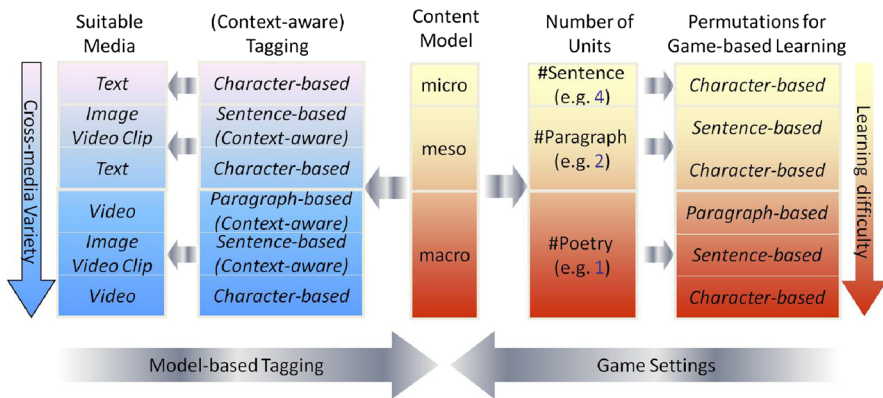 Suitable
Media
(Context-aware)
Tagging
Content
Model
Number of
Units
Permutations for
Game-based Learning
Cross-media Variety
Text
Image
Video Clip
Text
Video
Image
Video Clip
Video
Character-based
Sentence-based
(Context-aware)
Character-based
Paragraph-based
(Context-aware)
Sentence-based
(Context-aware)
Character-based
micro
meso
macro
#Sentence
(e.g. 4)
#Paragraph
(e.g. 2)
#Poetry
(e.g. 1)
Character-based
Sentence-based
Character-based
Paragraph-based
Sentence-based
Character-based
Learning difficulty
Model-based Tagging
Game Settings